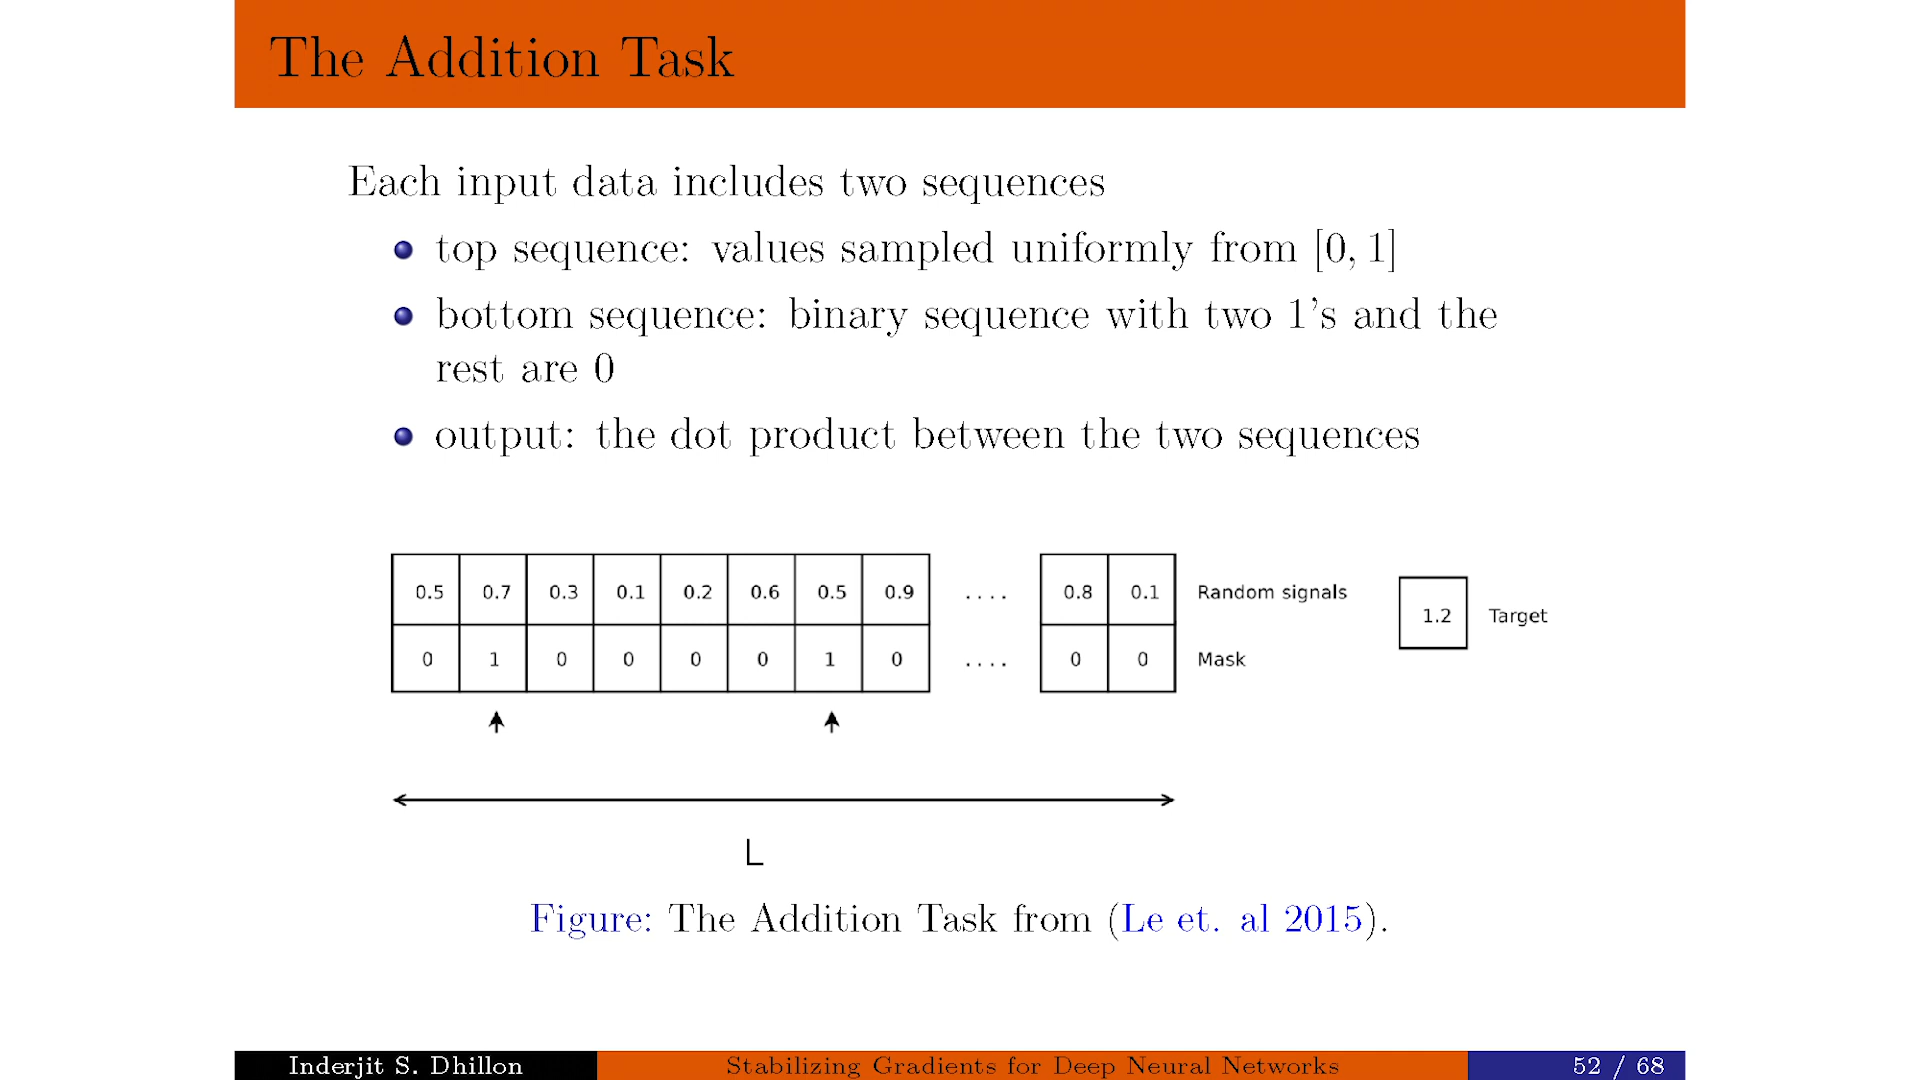 The Addition Task
Each input data includes two sequences
top sequence: values sampled uniformly from [0, 1]
bottom sequence: binary sequence with two 1's and the
rest are 0
output: the dot product between the two sequences
0.5 0.7 0.3 0.1 0.2 0.6 0.5 0.9 .... 0.8 0.1 Random signals
1.2 Target
0 1 0 0 0 0 1 0 .... 0 0 Mask
L
Figure: The Addition Task from (Le et. al 2015).
Inderjit S. Dhillon Stabilizing Gradients for Deep Neural Networks 52 / 68